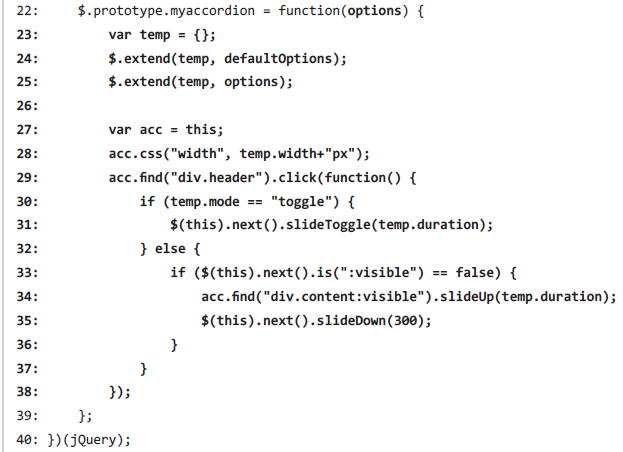 22:     $.prototype.myaccordion = function(options) {
23:         var temp = {};
24:         $.extend(temp, defaultOptions);
25:         $.extend(temp, options);
26:
27:         var acc = this;
28:         acc.css("width", temp.width+"px");
29:         acc.find("div.header").click(function() {
30:             if (temp.mode == "toggle") {
31:                 $(this).next().slideToggle(temp.duration);
32:             } else {
33:                 if ($(this).next().is(":visible") == false) {
34:                     acc.find("div.content:visible").slideUp(temp.duration);
35:                     $(this).next().slideDown(300);
36:                 }
37:             }
38:         });
39:     };
40: })(jQuery);